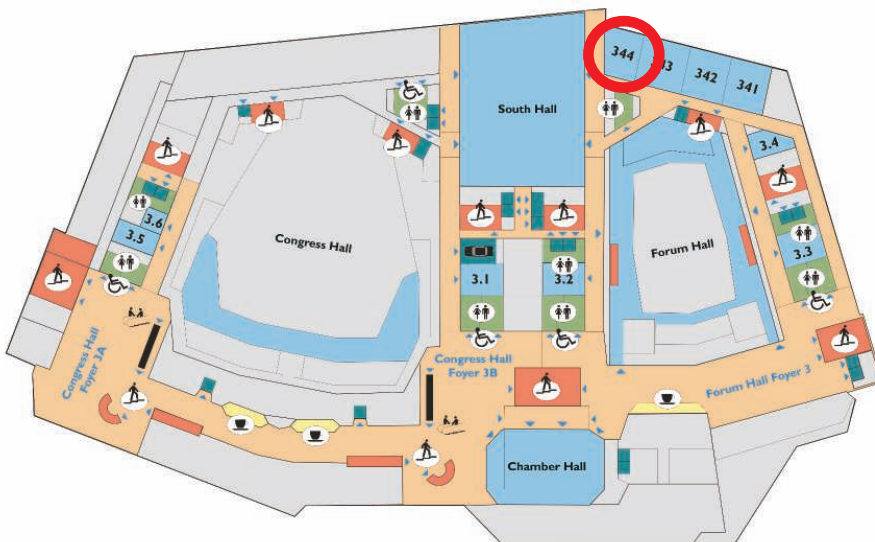 344
343
342
341
South Hall
3.4
3.6
3.5
Congress Hall
Forum Hall
3.3
3.1
3.2
Congress Hall
Foyer 3A
Congress Hall
Foyer 3B
Forum Hall Foyer 3
Chamber Hall